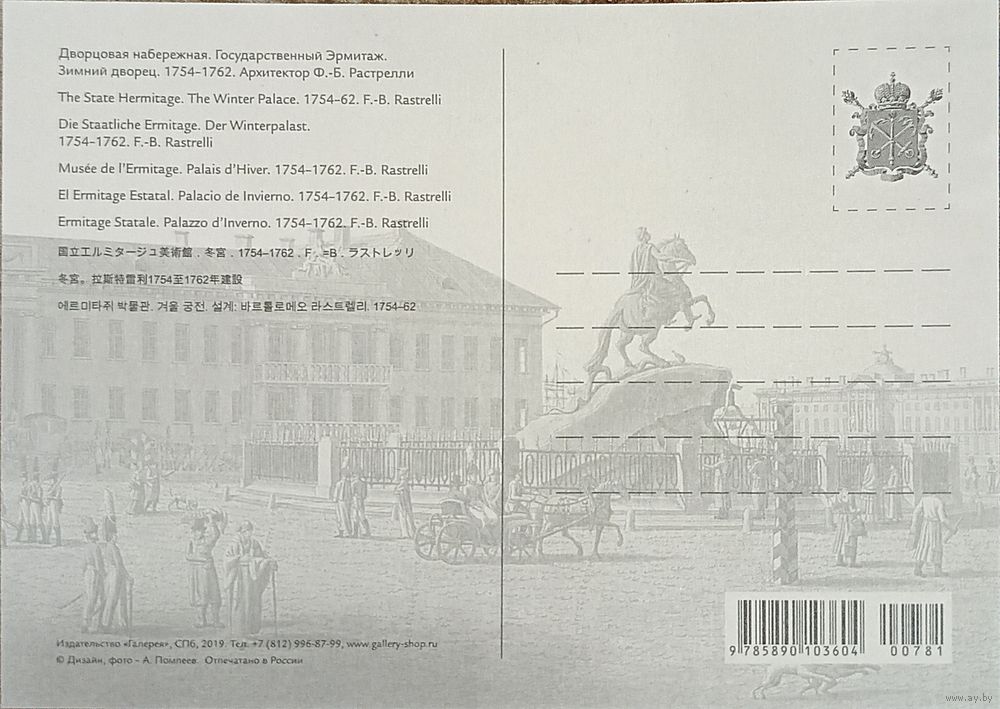 Дворцовая набережная. Государственный Эрмитаж.
Зимний дворец. 1754–1762. Архитектор Ф.-Б. Растрелли
The State Hermitage. The Winter Palace. 1754–62. F.-B. Rastrelli
Die Staatliche Ermitage. Der Winterpalast.
1754–1762. F.-B. Rastrelli
Musée de l'Ermitage. Palais d'Hiver. 1754–1762. F.-B. Rastrelli
El Ermitage Estatal. Palacio de Invierno. 1754–1762. F.-B. Rastrelli
Ermitage Statale. Palazzo d'Inverno. 1754–1762. F.-B. Rastrelli
国立エルミタージュ美術館．冬宮．1754–1762．F．=B．ラストレッリ
冬宮。拉斯特雷利1754至1762年建設
에르미타쥐 박물관. 겨울 궁전. 설계: 바르톨로메오 라스트렐리. 1754–62
Издательство «Галерея», СПб, 2019. Тел. +7 (812) 996-87-99, www.gallery-shop.ru
© Дизайн, фото – А. Помпеев. Отпечатано в России
9 785890 103604
00781
www.ay.by